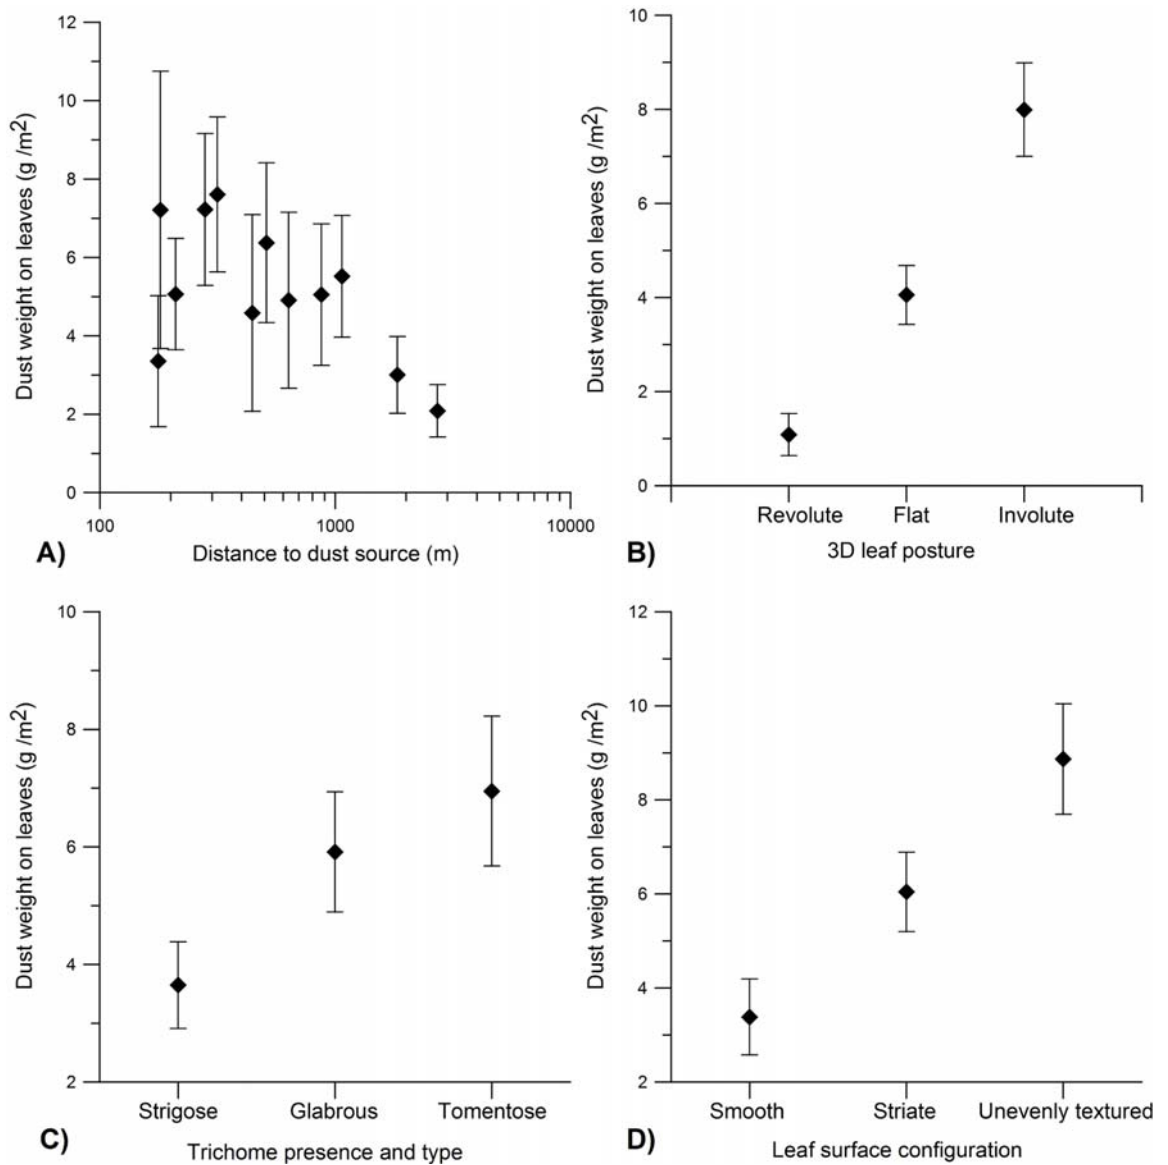 12
10
8
6
4
2
0
Dust weight on leaves (g /m2)
100 1000 10000
Distance to dust source (m)
A)
10
8
6
4
2
0
Dust weight on leaves (g /m2)
Revolute Flat Involute
3D leaf posture
B)
10
8
6
4
2
Dust weight on leaves (g /m2)
Strigose Glabrous Tomentose
Trichome presence and type
C)
12
10
8
6
4
2
Dust weight on leaves (g /m2)
Smooth Striate Unevenly textured
Leaf surface configuration
D)